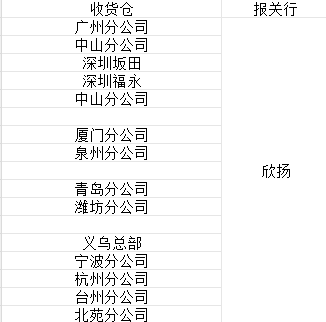 收货仓 报关行
广州分公司
中山分公司
深圳坂田
深圳福永
中山分公司
厦门分公司
泉州分公司
欣扬
青岛分公司
潍坊分公司
义乌总部
宁波分公司
杭州分公司
台州分公司
北苑分公司